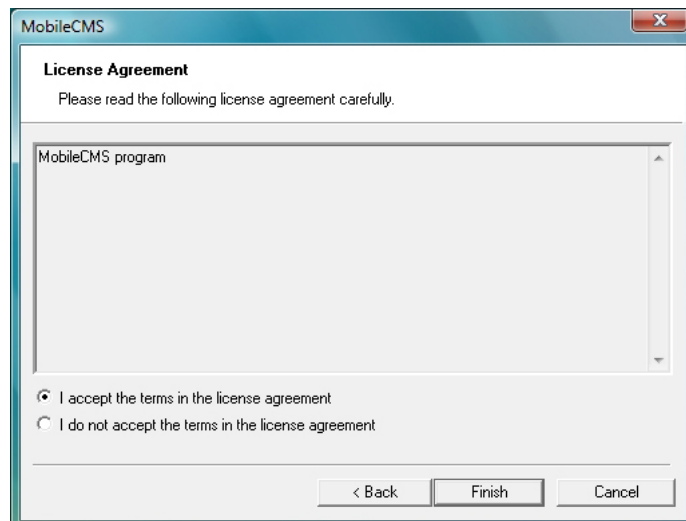 MobileCMS
License Agreement
Please read the following license agreement carefully.
MobileCMS program
I accept the terms in the license agreement
I do not accept the terms in the license agreement
< Back Finish Cancel